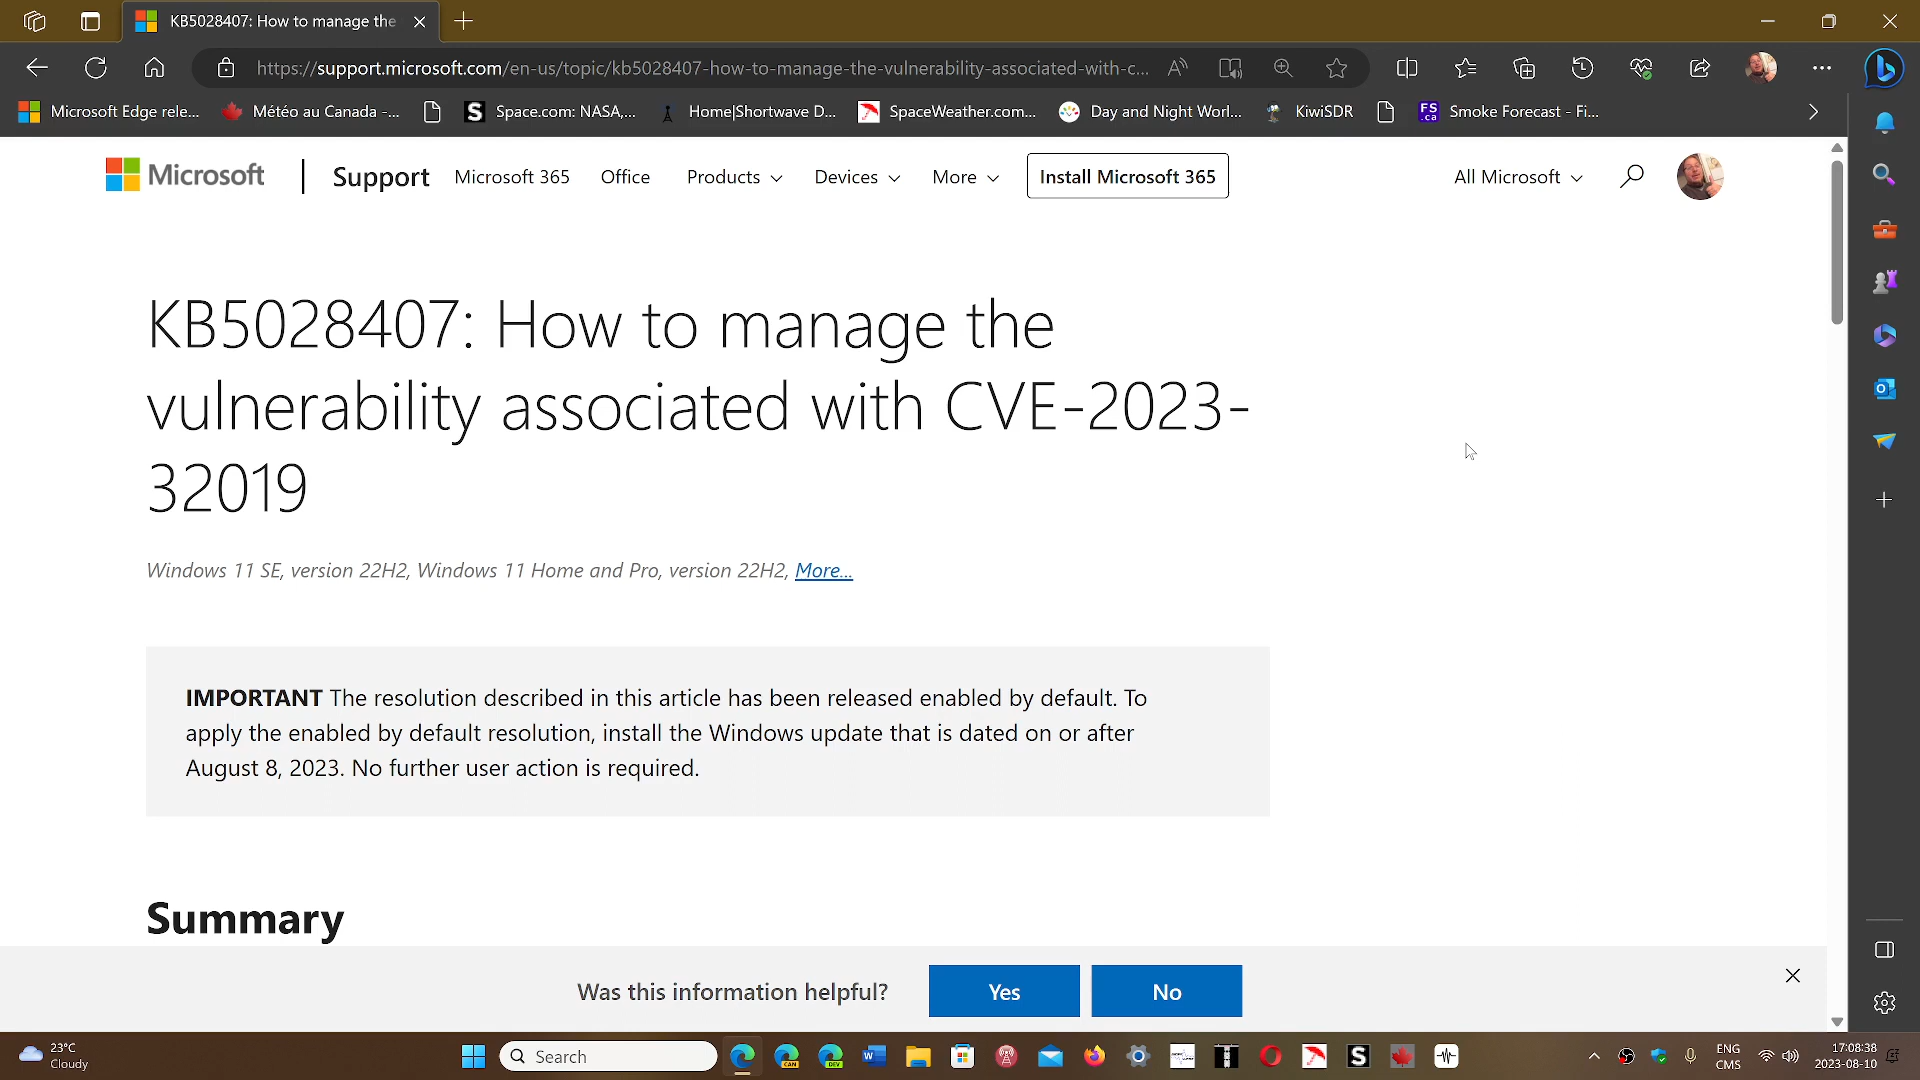 KB5028407: How to manage the
https://support.microsoft.com/en-us/topic/kb5028407-how-to-manage-the-vulnerability-associated-with-c...
Microsoft Edge rele... Météo au Canada -... Space.com: NASA,... Home|Shortwave D... SpaceWeather.com... Day and Night Worl... KiwiSDR FS.ca Smoke Forecast - Fi...
Microsoft Support Microsoft 365 Office Products Devices More Install Microsoft 365 All Microsoft
KB5028407: How to manage the
vulnerability associated with CVE-2023-
32019
Windows 11 SE, version 22H2, Windows 11 Home and Pro, version 22H2, More...
IMPORTANT The resolution described in this article has been released enabled by default. To
apply the enabled by default resolution, install the Windows update that is dated on or after
August 8, 2023. No further user action is required.
Summary
Was this information helpful? Yes No
23°C
Cloudy
Search
CAN
DEV
ENG
CMS
17:08:38
2023-08-10